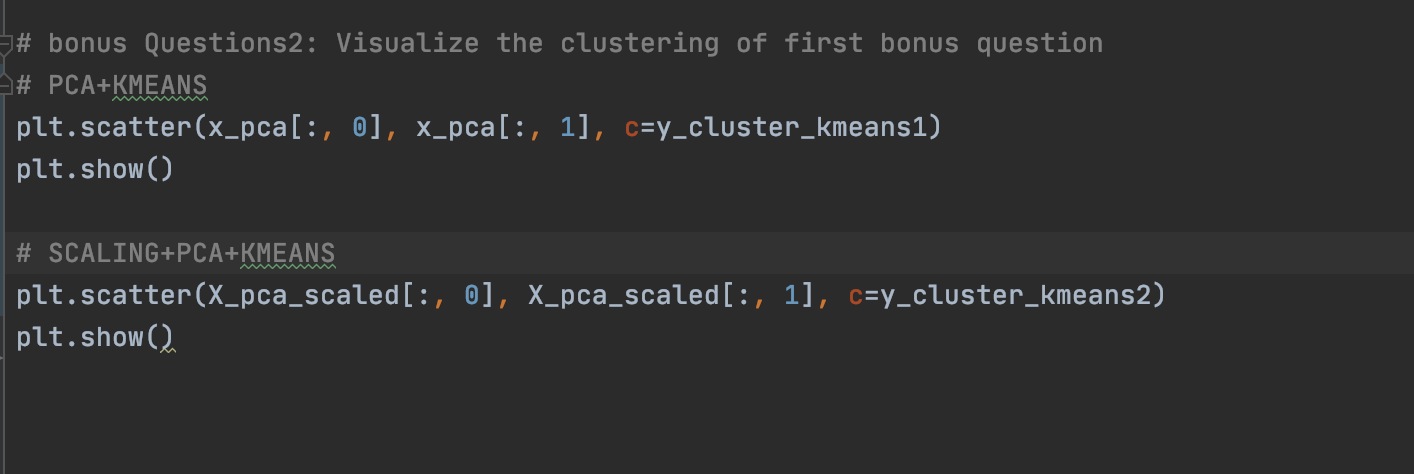 # bonus Questions2: Visualize the clustering of first bonus question
# PCA+KMEANS
plt.scatter(x_pca[:, 0], x_pca[:, 1], c=y_cluster_kmeans1)
plt.show()
# SCALING+PCA+KMEANS
plt.scatter(X_pca_scaled[:, 0], X_pca_scaled[:, 1], c=y_cluster_kmeans2)
plt.show()